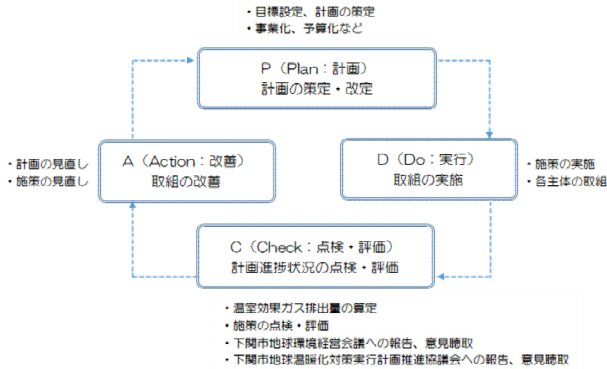 ・目標設定、計画の策定
・事業化、予算化など
P（Plan：計画）
計画の策定・改定
A（Action：改善）
取組の改善
・計画の見直し
・施策の見直し
D（Do：実行）
取組の実施
・施策の実施
・各主体の取組
C（Check：点検・評価）
計画進捗状況の点検・評価
・温室効果ガス排出量の算定
・施策の点検・評価
・下関市地球環境経営会議への報告、意見聴取
・下関市地球温暖化対策実行計画推進協議会への報告、意見聴取